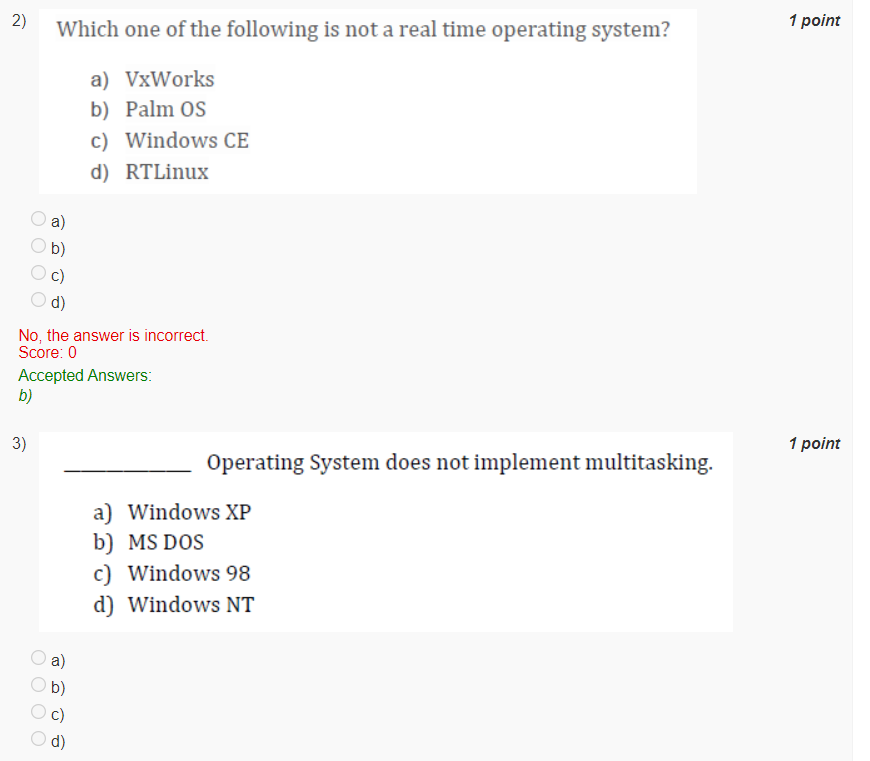 2)
1 point
Which one of the following is not a real time operating system?
a) VxWorks
b) Palm OS
c) Windows CE
d) RTLinux
a)
b)
c)
d)
No, the answer is incorrect.
Score: 0
Accepted Answers:
b)
3)
1 point
__________ Operating System does not implement multitasking.
a) Windows XP
b) MS DOS
c) Windows 98
d) Windows NT
a)
b)
c)
d)